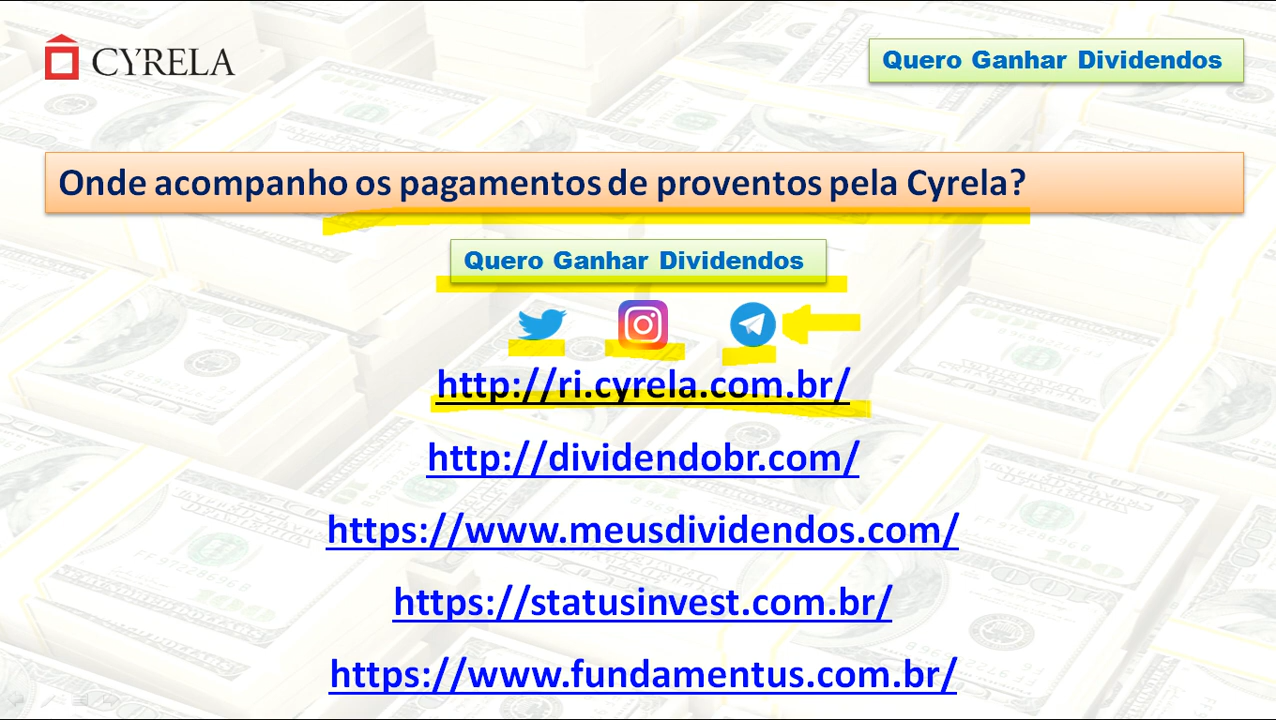 CYRELA
Quero Ganhar Dividendos
Onde acompanho os pagamentos de proventos pela Cyrela?
Quero Ganhar Dividendos
http://ri.cyrela.com.br/
http://dividendobr.com/
https://www.meusdividendos.com/
https://statusinvest.com.br/
https://www.fundamentus.com.br/